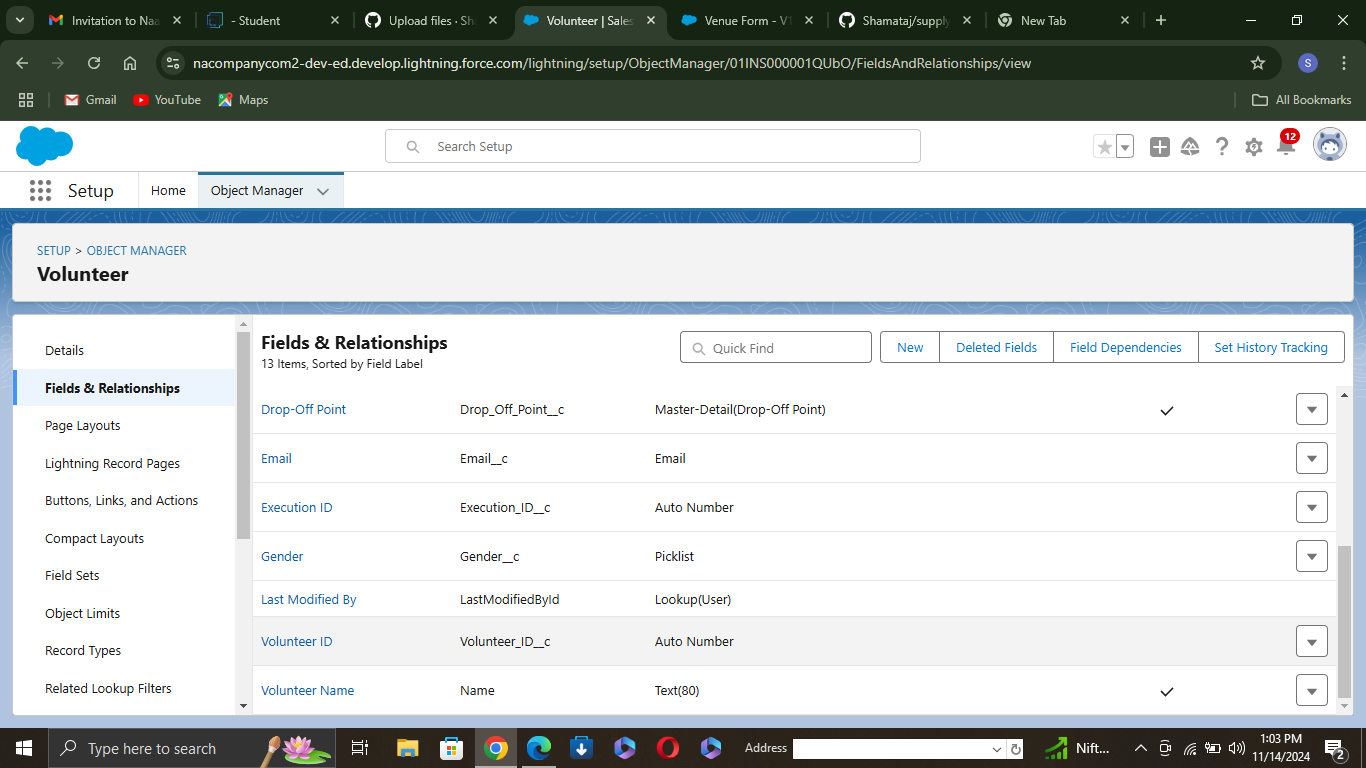 Invitation to Naa
- Student
Upload files · Sha
Volunteer | Sales
Venue Form - V1
Shamataj/supply
New Tab
nacompanycom2-dev-ed.develop.lightning.force.com/lightning/setup/ObjectManager/01INS000001QUbO/FieldsAndRelationships/view
S
Gmail
YouTube
Maps
All Bookmarks
Search Setup
12
Setup
Home
Object Manager
SETUP > OBJECT MANAGER
Volunteer
Details
Fields & Relationships
Page Layouts
Lightning Record Pages
Buttons, Links, and Actions
Compact Layouts
Field Sets
Object Limits
Record Types
Related Lookup Filters
Fields & Relationships
13 Items, Sorted by Field Label
Quick Find
New
Deleted Fields
Field Dependencies
Set History Tracking
Drop-Off Point Drop_Off_Point__c Master-Detail(Drop-Off Point)
Email Email__c Email
Execution ID Execution_ID__c Auto Number
Gender Gender__c Picklist
Last Modified By LastModifiedById Lookup(User)
Volunteer ID Volunteer_ID__c Auto Number
Volunteer Name Name Text(80)
Type here to search
Address
Nift...
1:03 PM
11/14/2024
2